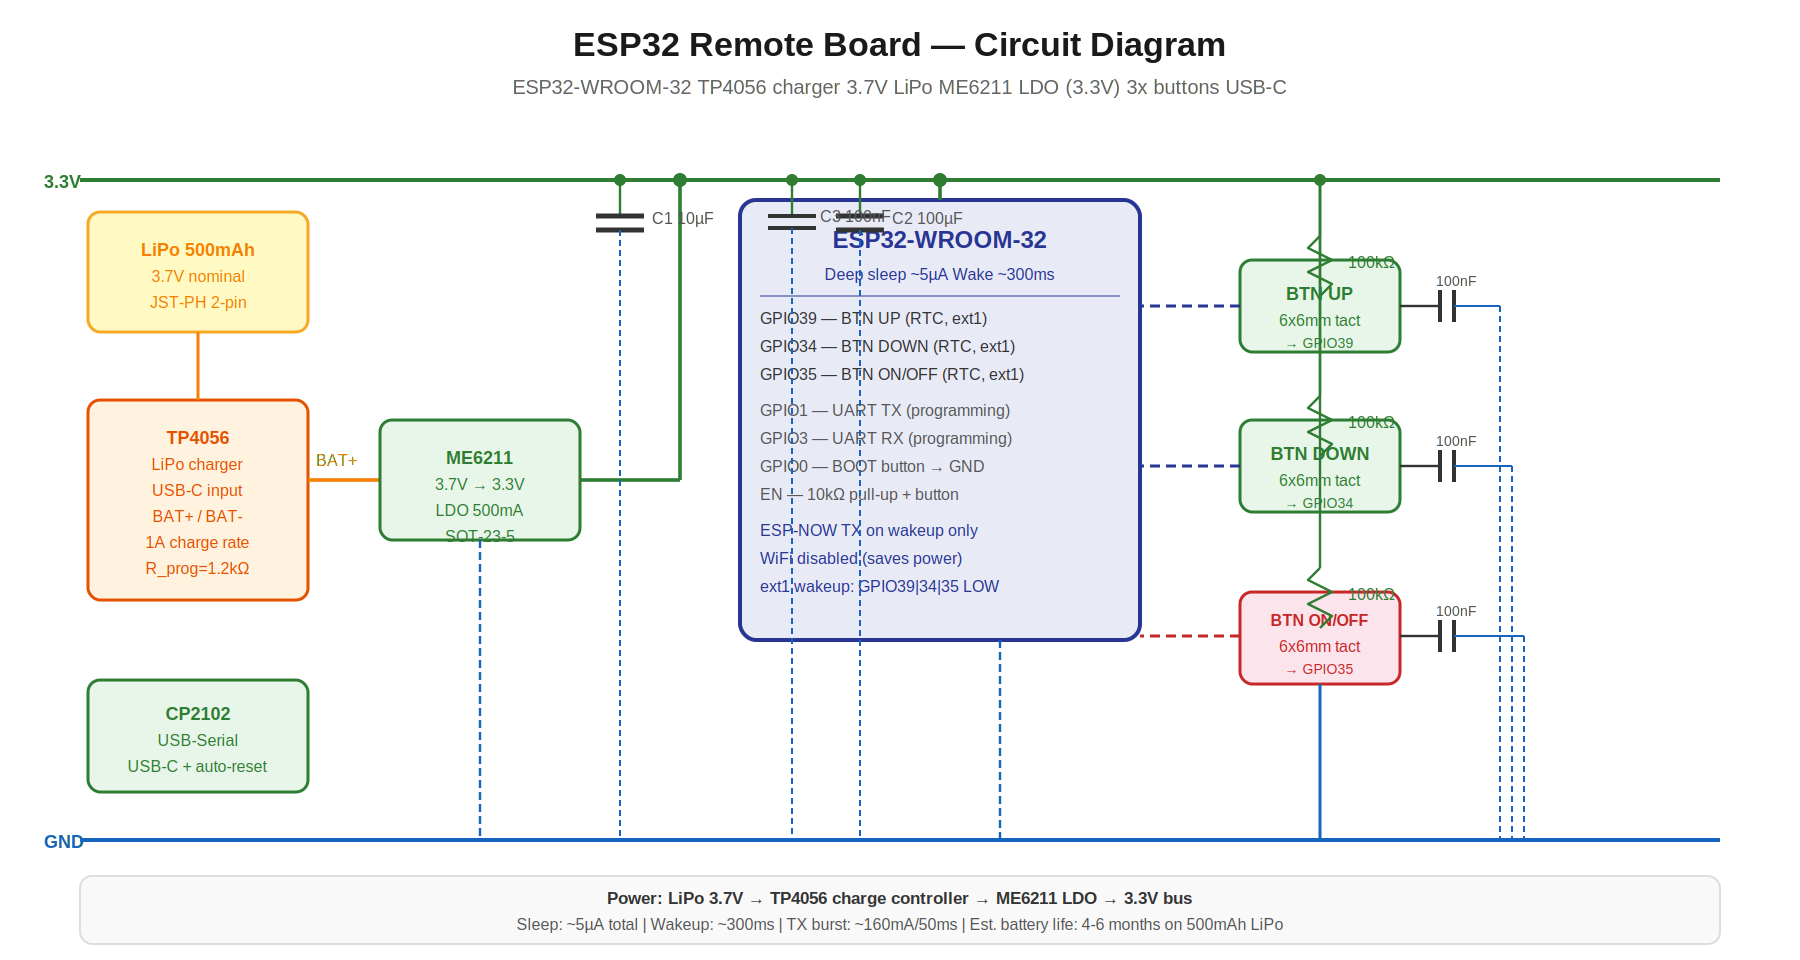 ESP32 Remote Board — Circuit Diagram
ESP32-WROOM-32 TP4056 charger 3.7V LiPo ME6211 LDO (3.3V) 3x buttons USB-C
3.3V
LiPo 500mAh
3.7V nominal
JST-PH 2-pin
TP4056
LiPo charger
USB-C input
BAT+ / BAT-
1A charge rate
R_prog=1.2kΩ
BAT+
ME6211
3.7V → 3.3V
LDO 500mA
SOT-23-5
CP2102
USB-Serial
USB-C + auto-reset
C1 10µF
C3 100nF
C2 100µF
ESP32-WROOM-32
Deep sleep ~5µA Wake ~300ms
GPIO39 — BTN UP (RTC, ext1)
GPIO34 — BTN DOWN (RTC, ext1)
GPIO35 — BTN ON/OFF (RTC, ext1)
GPIO1 — UART TX (programming)
GPIO3 — UART RX (programming)
GPIO0 — BOOT button → GND
EN — 10kΩ pull-up + button
ESP-NOW TX on wakeup only
WiFi disabled (saves power)
ext1 wakeup: GPIO39|34|35 LOW
100kΩ
BTN UP
6x6mm tact
→ GPIO39
100nF
100kΩ
BTN DOWN
6x6mm tact
→ GPIO34
100nF
100kΩ
BTN ON/OFF
6x6mm tact
→ GPIO35
100nF
GND
Power: LiPo 3.7V → TP4056 charge controller → ME6211 LDO → 3.3V bus
Sleep: ~5µA total | Wakeup: ~300ms | TX burst: ~160mA/50ms | Est. battery life: 4-6 months on 500mAh LiPo